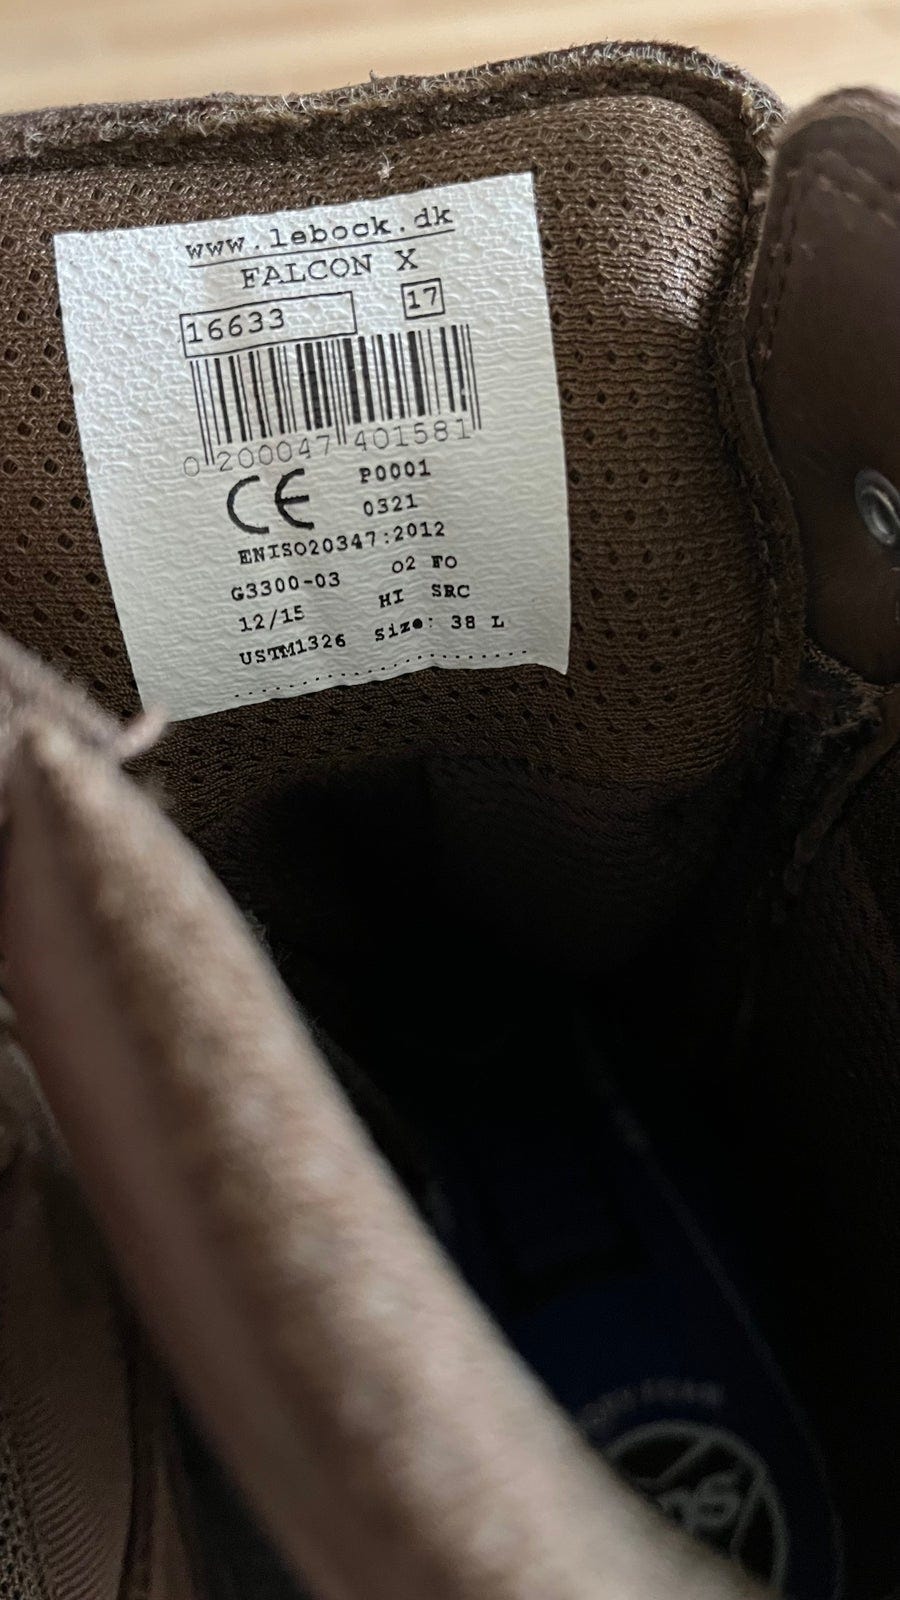 www.lebock.dk
FALCON X
16633 17
0 200047 401581
CE P0001
0321
ENISO20347:2012
G3300-03 O2 FO
12/15 HI SRC
USTM1326 Size: 38 L